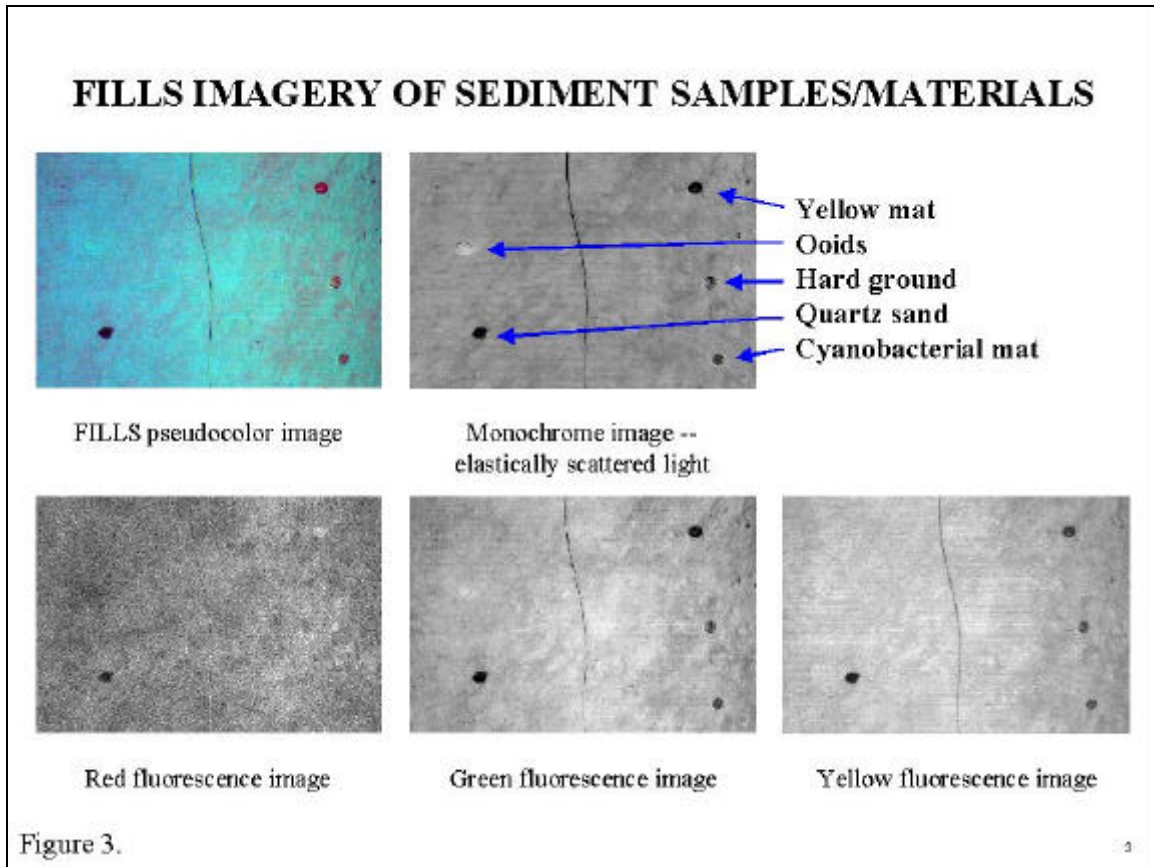 FILLS IMAGERY OF SEDIMENT SAMPLES/MATERIALS
Yellow mat
Ooids
Hard ground
Quartz sand
Cyanobacterial mat
FILLS pseudocolor image
Monochrome image --
elastically scattered light
Red fluorescence image
Green fluorescence image
Yellow fluorescence image
Figure 3.
3